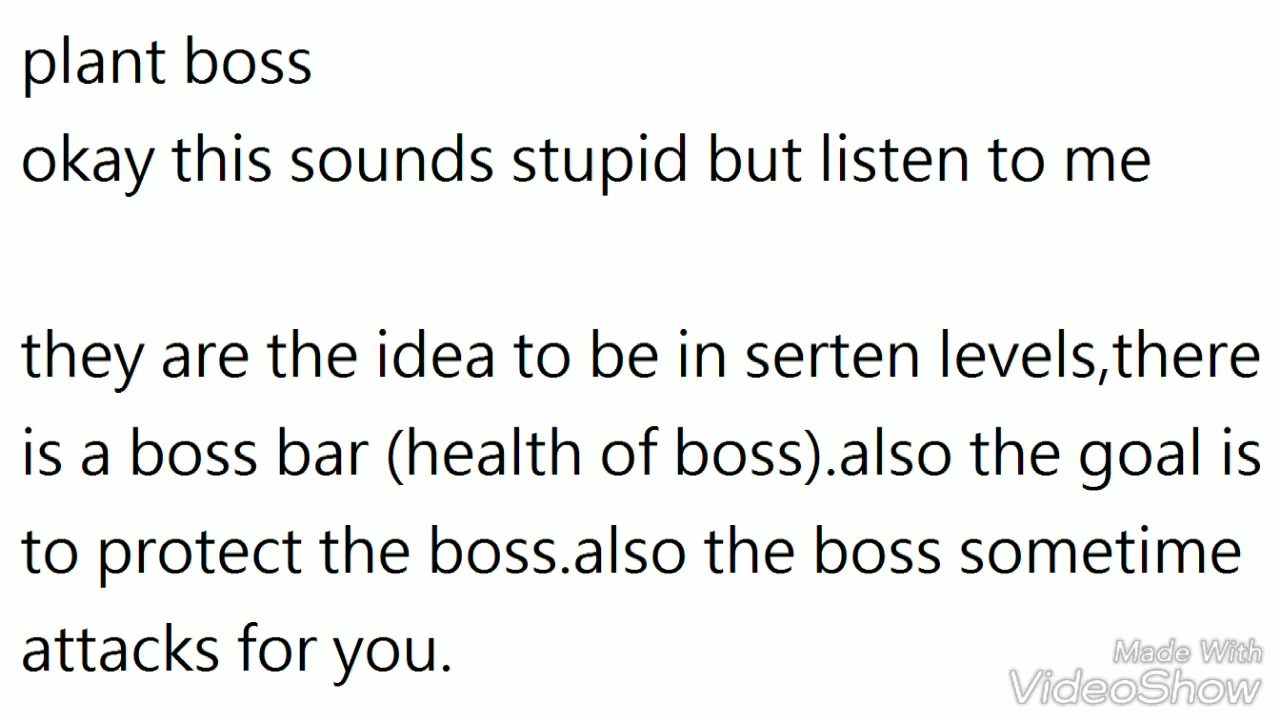 plant boss
okay this sounds stupid but listen to me
they are the idea to be in serten levels,there
is a boss bar (health of boss).also the goal is
to protect the boss.also the boss sometime
attacks for you.
Made With
VideoShow